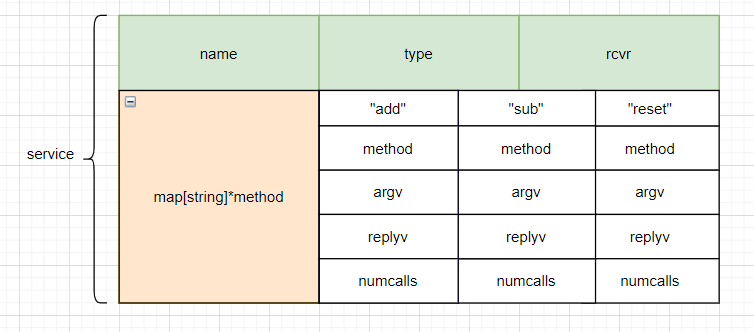 name type rcvr
"add" "sub" "reset"
method method method
service
argv argv argv
map[string]*method
replyv replyv replyv
numcalls numcalls numcalls